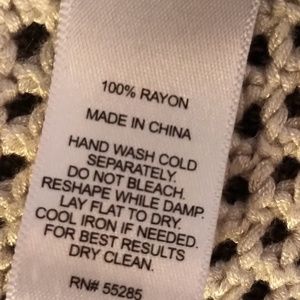 100% RAYON
MADE IN CHINA
HAND WASH COLD
SEPARATELY.
DO NOT BLEACH.
RESHAPE WHILE DAMP.
LAY FLAT TO DRY.
COOL IRON IF NEEDED.
FOR BEST RESULTS
DRY CLEAN.
RN# 55285